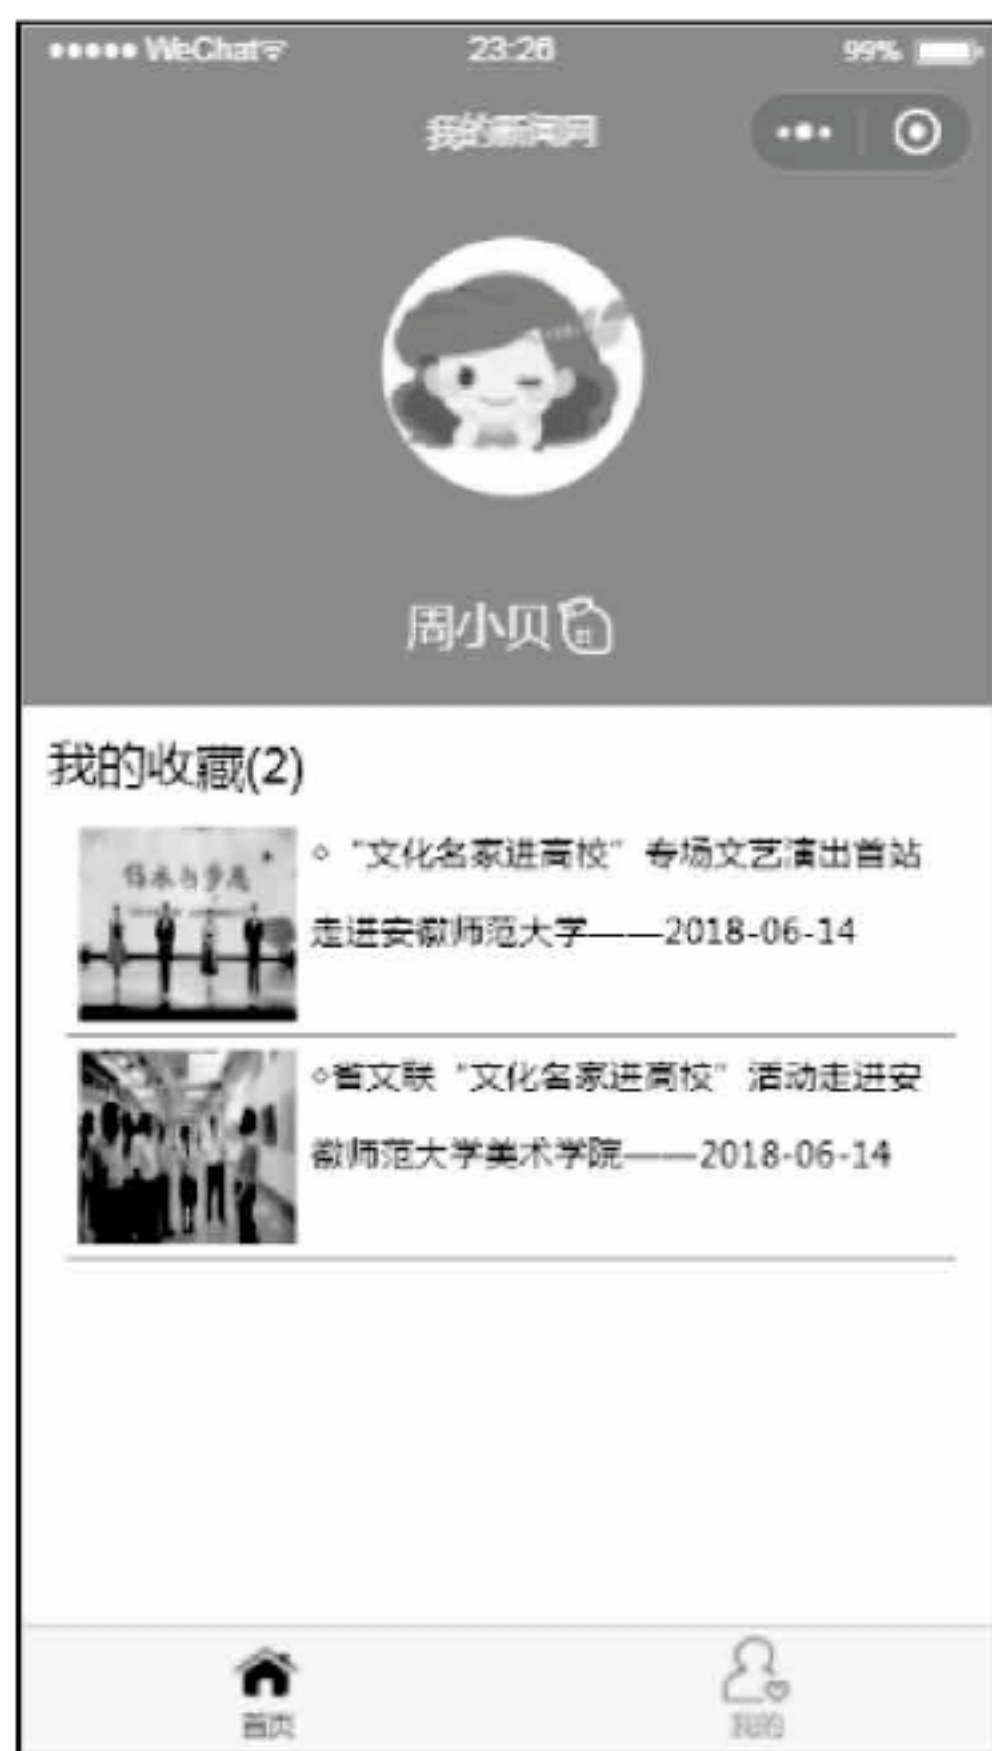 ●●●●● WeChat 23:26 99%
我的新闻网
周小贝
我的收藏(2)
◦ “文化名家进高校”专场文艺演出首站
走进安徽师范大学——2018-06-14
◦省文联“文化名家进高校”活动走进安
徽师范大学美术学院——2018-06-14
首页 我的